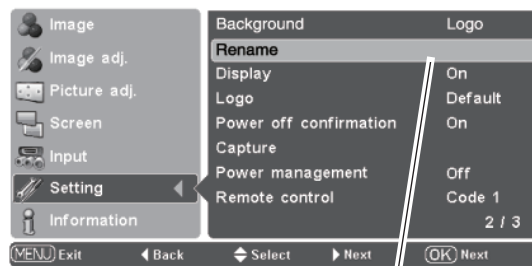 Image
Image adj.
Picture adj.
Screen
Input
Setting
Information
Background Logo
Rename
Display On
Logo Default
Power off confirmation On
Capture
Power management Off
Remote control Code 1
2 / 3
MENU Exit Back Select Next OK Next